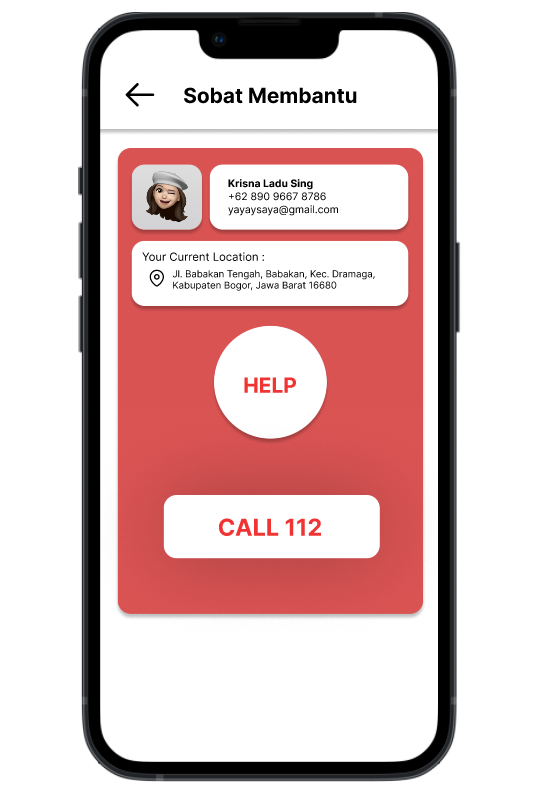 Sobat Membantu
Krisna Ladu Sing
+62 890 9667 8786
yayaysaya@gmail.com
Your Current Location :
Jl. Babakan Tengah, Babakan, Kec. Dramaga,
Kabupaten Bogor, Jawa Barat 16680
HELP
CALL 112